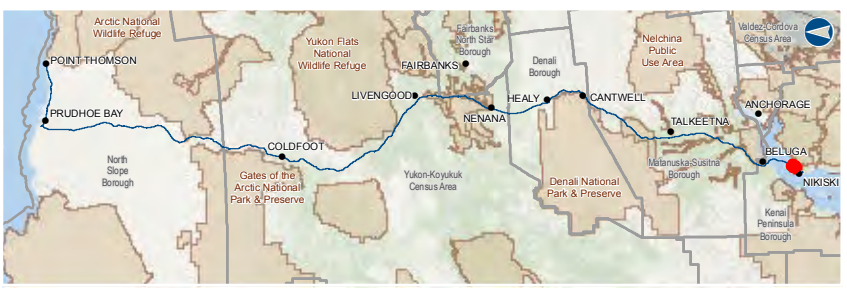 Arctic National
Wildlife Refuge
Yukon Flats
National
Wildlife Refuge
Fairbanks
North Star
Borough
Nelchina
Public
Use Area
Valdez-Cordova
Census Area
POINT THOMSON
FAIRBANKS
Denali
Borough
LIVENGOOD
HEALY
CANTWELL
ANCHORAGE
PRUDHOE BAY
NENANA
TALKEETNA
COLDFOOT
BELUGA
North
Slope
Borough
Gates of the
Arctic National
Park & Preserve
Yukon-Koyukuk
Census Area
Denali National
Park & Preserve
Matanuska-Susitna
Borough
NIKISKI
Kenai
Peninsula
Borough